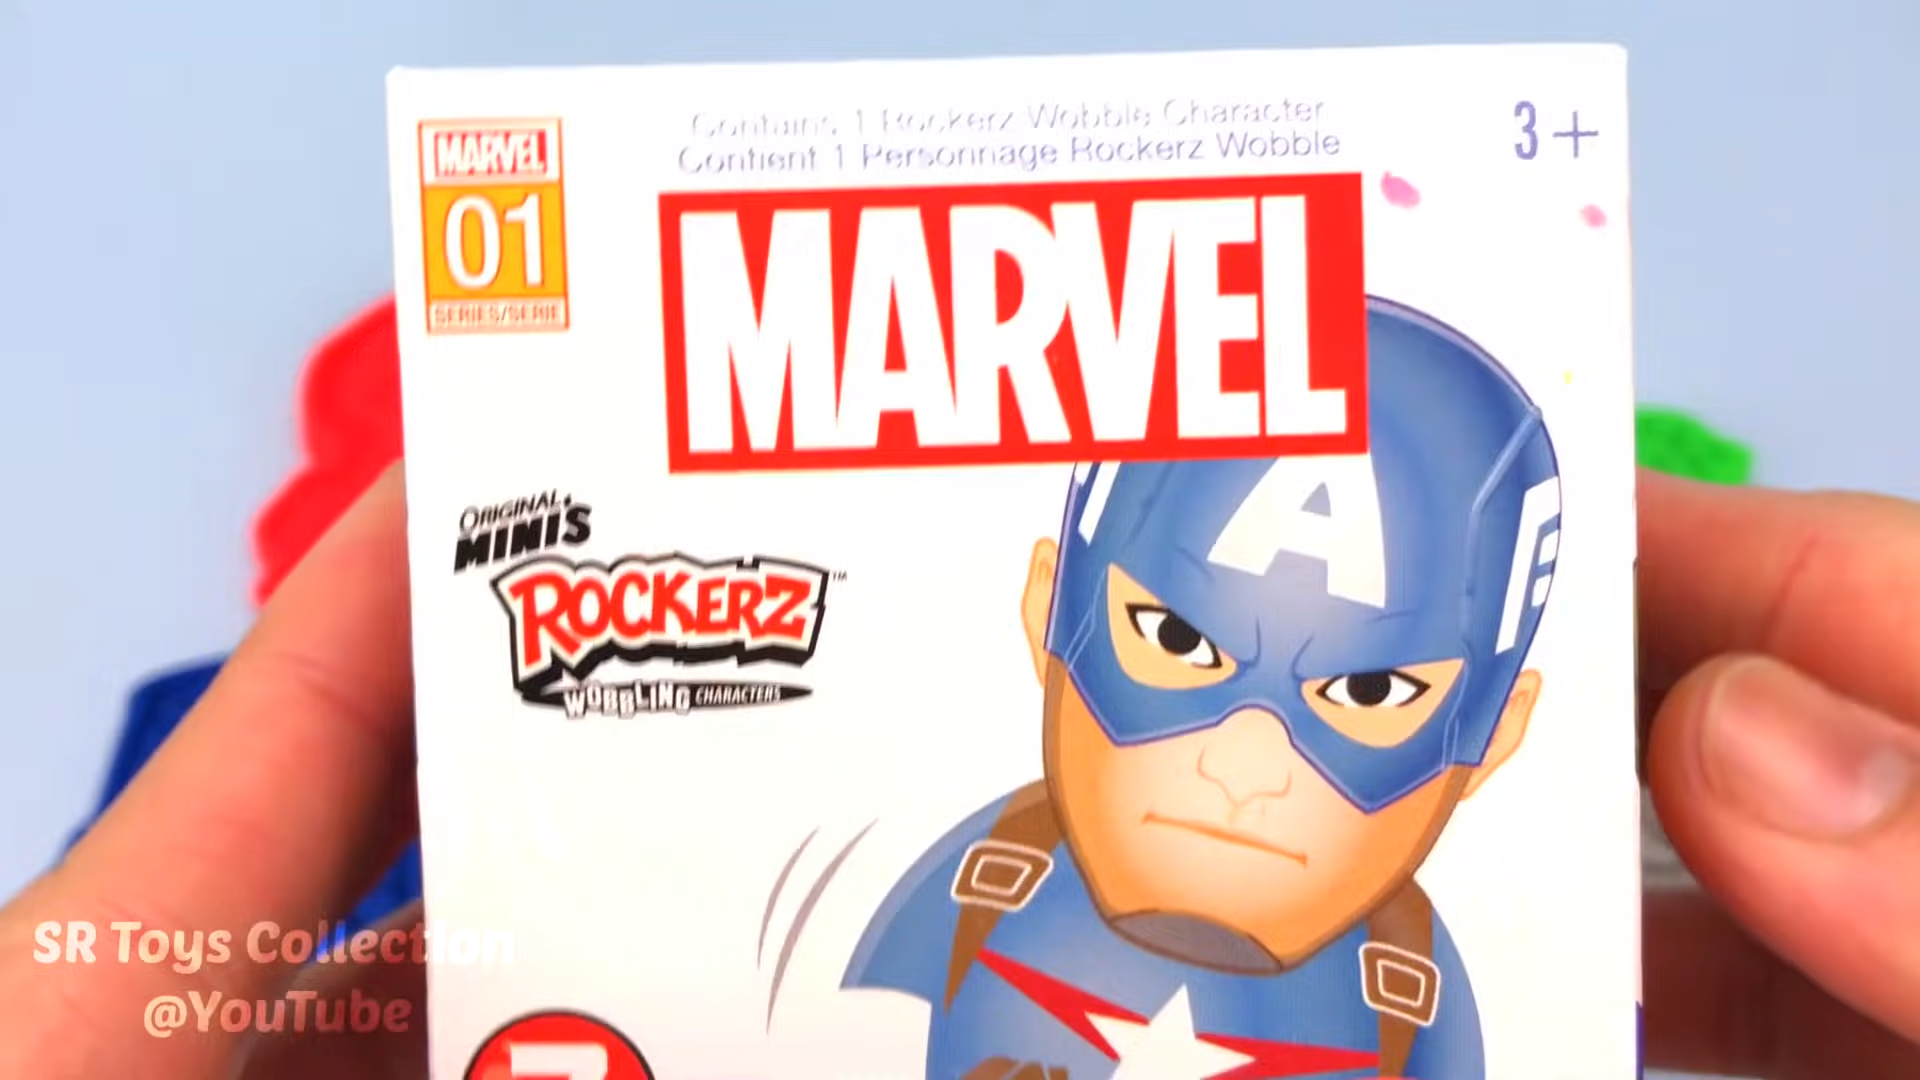 Contains 1 Rockerz Wobble Character
Contient 1 Personnage Rockerz Wobble
3+
MARVEL
01
SERIES/SERIE
MARVEL
A
ORIGINAL
MINIS
ROCKERZ™
WOBBLING CHARACTERS
SR Toys Collection
@YouTube